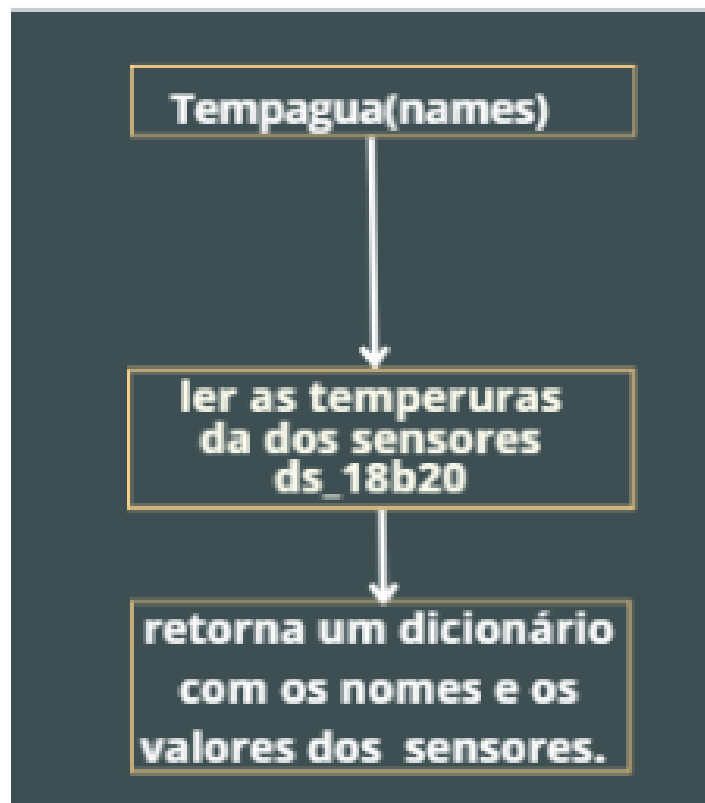 Tempagua(names)
ler as temperuras
da dos sensores
ds_18b20
retorna um dicionário
com os nomes e os
valores dos sensores.